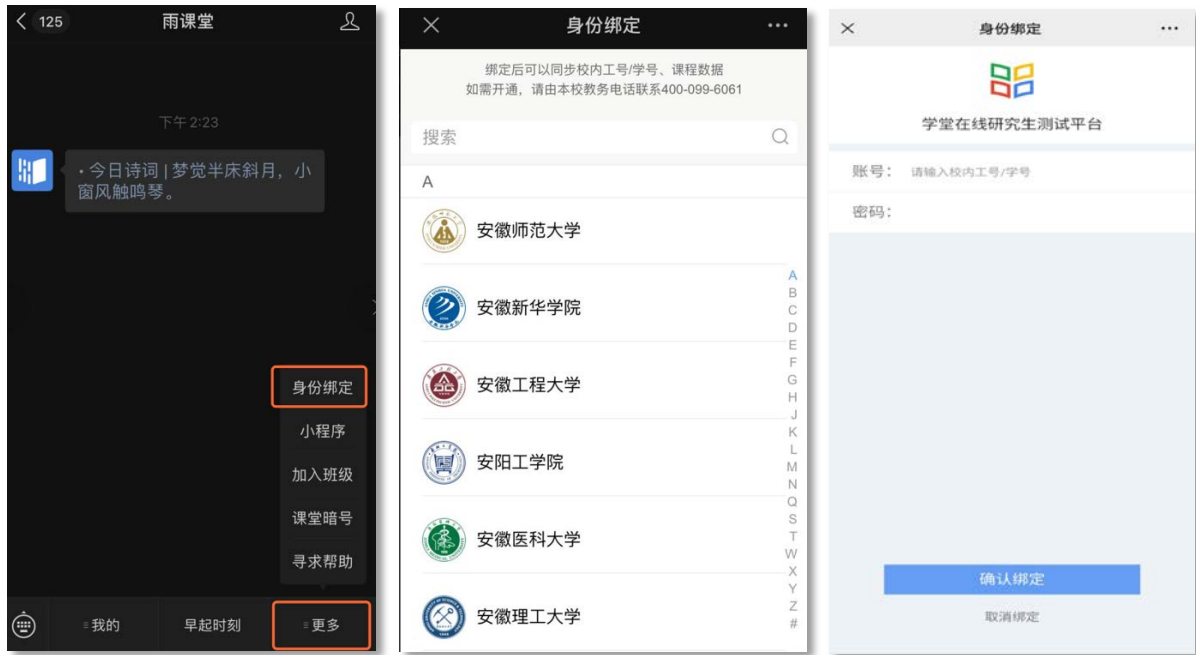 125
雨课堂
下午 2:23
·今日诗词 | 梦觉半床斜月，小
窗风触鸣琴。
身份绑定
小程序
加入班级
课堂暗号
寻求帮助
我的
早起时刻
更多
身份绑定
绑定后可以同步校内工号/学号、课程数据
如需开通，请由本校教务电话联系400-099-6061
搜索
A
安徽师范大学
安徽新华学院
安徽工程大学
安阳工学院
安徽医科大学
安徽理工大学
A
B
C
D
E
F
G
H
J
K
L
M
N
Q
S
T
W
X
Y
Z
#
身份绑定
学堂在线研究生测试平台
账号： 请输入校内工号/学号
密码：
确认绑定
取消绑定